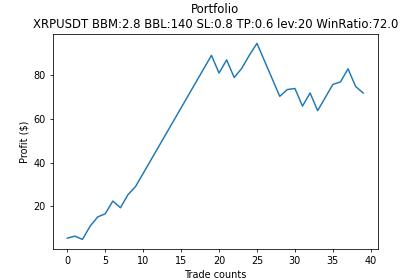 Portfolio
XRPUSDT BBM:2.8 BBL:140 SL:0.8 TP:0.6 lev:20 WinRatio:72.0
80
60
40
20
Profit ($)
0 5 10 15 20 25 30 35 40
Trade counts